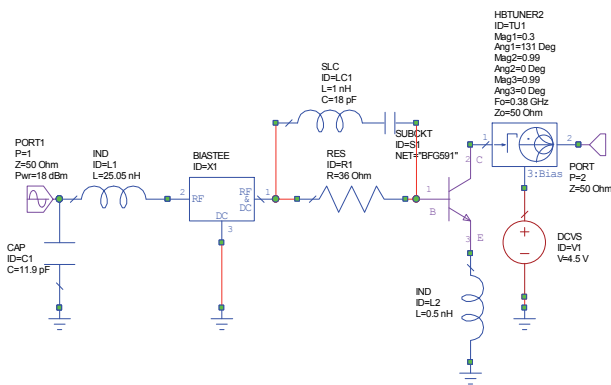 HBTUNER2
ID=TU1
Mag1=0.3
Ang1=131 Deg
Mag2=0.99
Ang2=0 Deg
Mag3=0.99
Ang3=0 Deg
Fo=0.38 GHz
Zo=50 Ohm
SLC
ID=LC1
L=1 nH
C=18 pF
PORT1
P=1
Z=50 Ohm
Pwr=18 dBm
IND
ID=L1
L=25.05 nH
BIASTEE
ID=X1
2
RF
RF
&
DC
1
DC
3
RES
ID=R1
R=36 Ohm
SUBCKT
ID=S1
NET="BFG591"
1
B
2
C
3
E
1
2
3:Bias
PORT
P=2
Z=50 Ohm
CAP
ID=C1
C=11.9 pF
DCVS
ID=V1
V=4.5 V
IND
ID=L2
L=0.5 nH